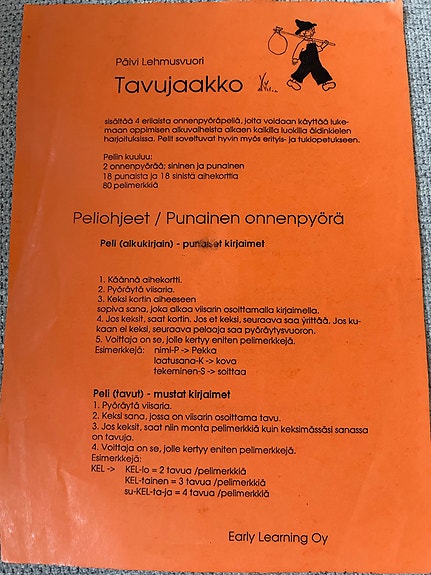 Päivi Lehmusvuori
Tavujaakko
sisältää 4 erilaista onnenpyöräpeliä, joita voidaan käyttää luke-
maan oppimisen alkuvaiheista alkaen kaikilla luokilla äidinkielen
harjoituksissa. Pelit soveltuvat hyvin myös erityis- ja tukiopetukseen.
Peliin kuuluu:
2 onnenpyörää; sininen ja punainen
18 punaista ja 18 sinistä aihekorttia
80 pelimerkkiä
Peliohjeet / Punainen onnenpyörä
Peli (alkukirjain) - punaiset kirjaimet
1. Käännä aihekortti.
2. Pyöräytä viisaria.
3. Keksi kortin aiheeseen
sopiva sana, joka alkaa viisarin osoittamalla kirjaimella.
4. Jos keksit, saat kortin. Jos et keksi, seuraava saa yrittää. Jos ku-
kaan ei keksi, seuraava pelaaja saa pyöräytysvuoron.
5. Voittaja on se, jolle kertyy eniten pelimerkkejä.
Esimerkkejä: nimi-P -> Pekka
laatusana-K -> kova
tekeminen-S -> soittaa
Peli (tavut) - mustat kirjaimet
1. Pyöräytä viisaria.
2. Keksi sana, jossa on viisarin osoittama tavu.
3. Jos keksit, saat niin monta pelimerkkiä kuin keksimässäsi sanassa
on tavuja.
4. Voittaja on se, jolle kertyy eniten pelimerkkejä.
Esimerkkejä:
KEL -> KEL-lo = 2 tavua /pelimerkkiä
KEL-tainen = 3 tavua /pelimerkkiä
su-KEL-ta-ja = 4 tavua /pelimerkkiä
Early Learning Oy